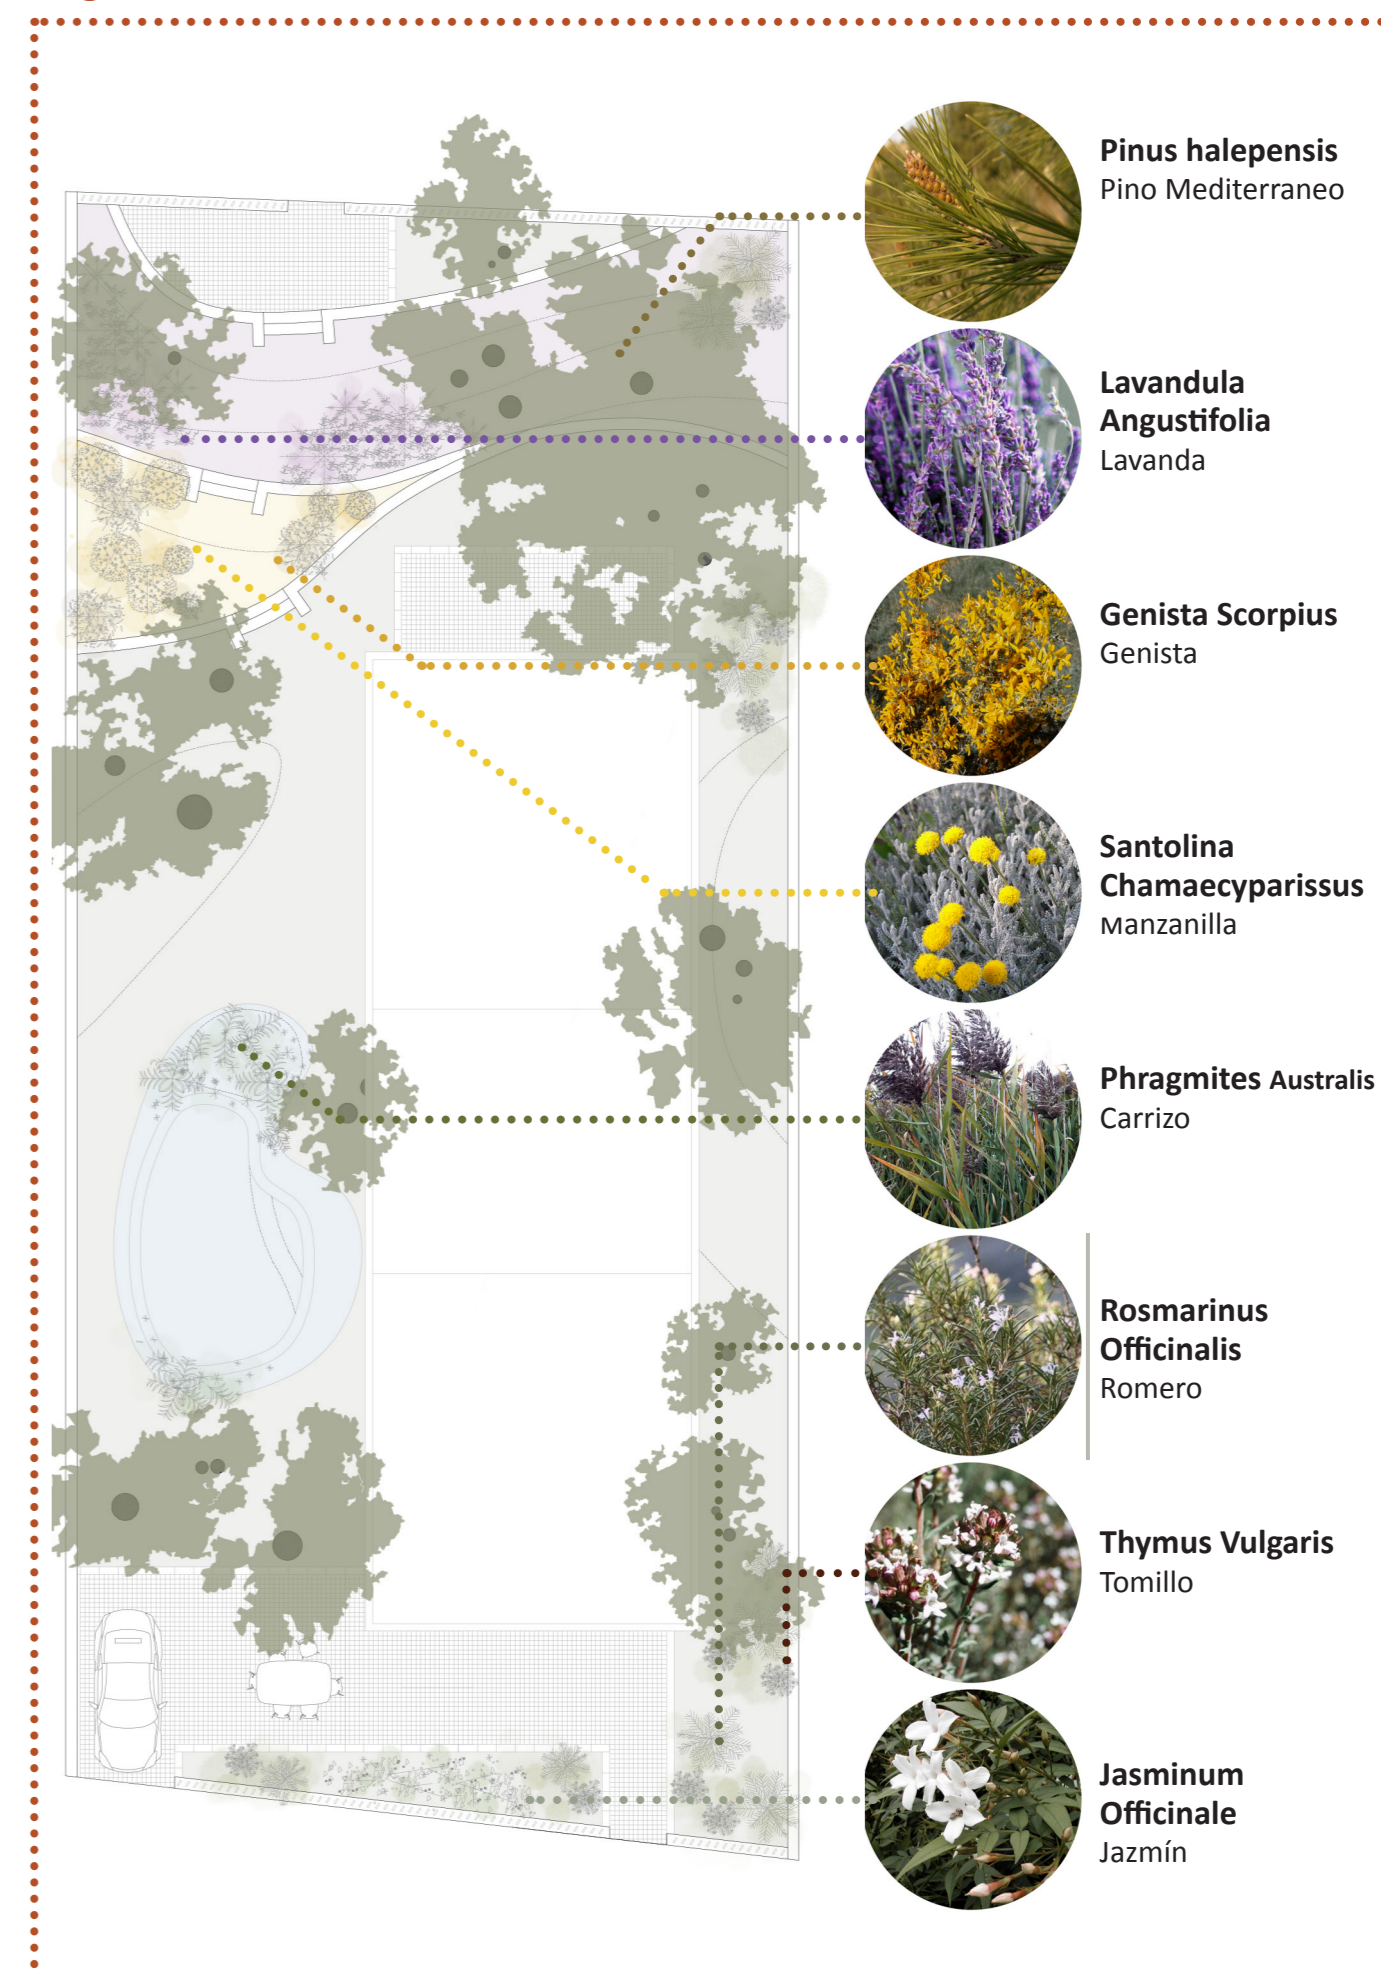 Pinus halepensis
Pino Mediterraneo
Lavandula
Angustifolia
Lavanda
Genista Scorpius
Genista
Santolina
Chamaecyparissus
Manzanilla
Phragmites Australis
Carrizo
Rosmarinus
Officinalis
Romero
Thymus Vulgaris
Tomillo
Jasminum
Officinale
Jazmín